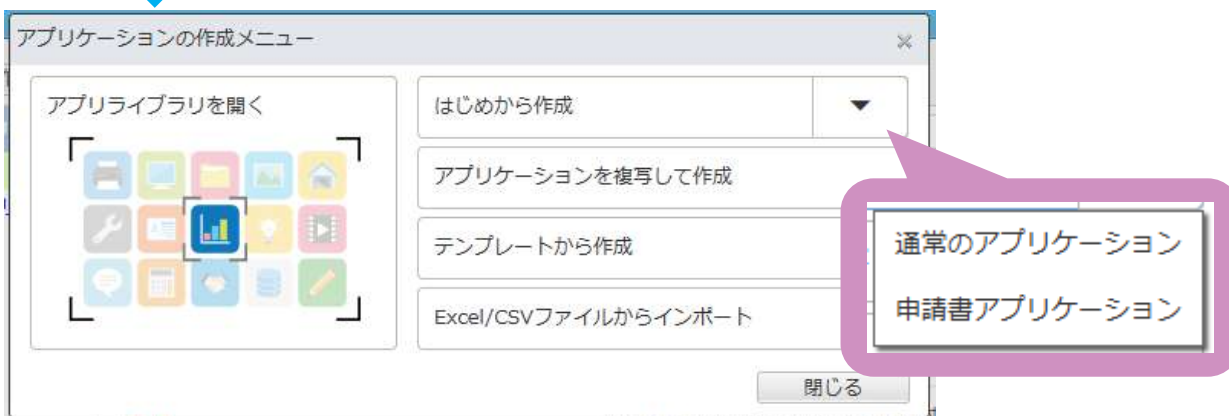 アプリケーションの作成メニュー
アプリライブラリを開く
はじめから作成
アプリケーションを複写して作成
テンプレートから作成
Excel/CSVファイルからインポート
通常のアプリケーション
申請書アプリケーション
閉じる